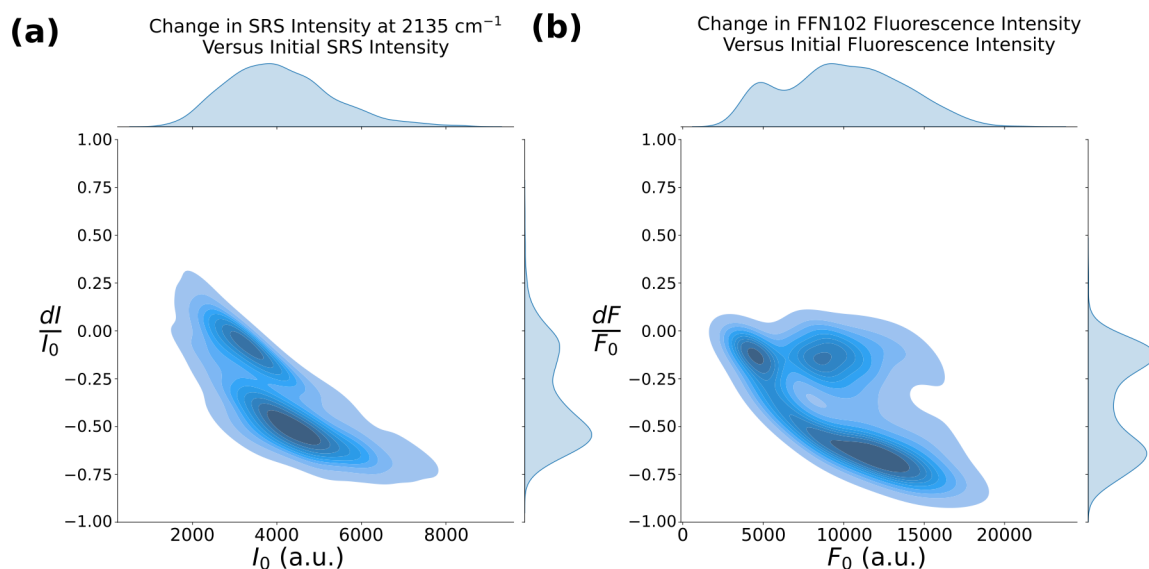 (a)
Change in SRS Intensity at 2135 cm⁻¹
Versus Initial SRS Intensity
1.00
0.75
0.50
0.25
0.00
−0.25
−0.50
−0.75
−1.00
dI
I₀
2000
4000
6000
8000
I₀ (a.u.)
(b)
Change in FFN102 Fluorescence Intensity
Versus Initial Fluorescence Intensity
1.00
0.75
0.50
0.25
0.00
−0.25
−0.50
−0.75
−1.00
dF
F₀
0
5000
10000
15000
20000
F₀ (a.u.)